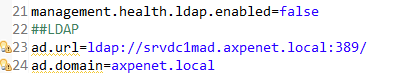 21 management.health.ldap.enabled=false
22 ##LDAP
23 ad.url=ldap://srvdc1mad.axpenet.local:389/
24 ad.domain=axpenet.local